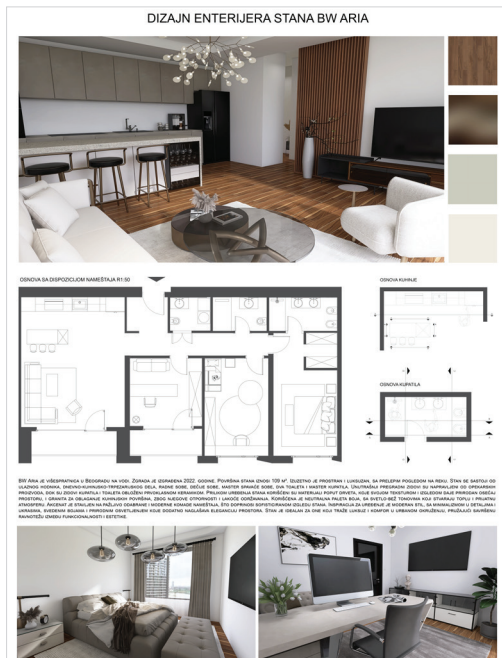 DIZAJN ENTERIJERA STANA BW ARIA
OSNOVA SA DISPOZICIJOM NAMEŠTAJA R1:50
OSNOVA KUHINJE
OSNOVA KUPATILA
BW ARIA JE VIŠESPRATNICA U BEOGRADU NA VODI. ZGRADA JE IZGRAĐENA 2022. GODINE. POVRŠINA STANA IZNOSI 109 M². IZUZETNO JE PROSTRAN I LUKSUZAN, SA PRELEPIM POGLEDOM NA REKU. STAN SE SASTOJI OD
ULAZNOG HODNIKA, DNEVNO-KUHINJSKO-TRPEZARIJSKOG DELA, RADNE SOBE, DEČIJE SOBE, MASTER SPAVAĆE SOBE, DVA TOALETA I MASTER KUPATILA. UNUTRAŠNJI PREGRADNI ZIDOVI SU NAPRAVLJENI OD OPEKARSKIH
PROIZVODA, DOK SU ZIDOVI KUPATILA I TOALETA OBLOŽENI PRVOKLASNOM KERAMIKOM. PRILIKOM UREĐENJA STANA KORIŠĆENI SU MATERIJALI POPUT DRVETA, KOJE SVOJOM TEKSTUROM I IZGLEDOM DAJE PRIRODAN OSEĆAJ
PROSTORU, I GRANITA ZA OBLAGANJE KUHINJSKIH POVRŠINA, ZBOG NJEGOVE OTPORNOSTI I LAKOĆE ODRŽAVANJA. KORIŠĆENA JE NEUTRALNA PALETA BOJA, SA SVETLO-BEŽ TONOVIMA KOJI STVARAJU TOPLU I PRIJATNU
ATMOSFERU. AKCENAT JE STAVLJEN NA PAŽLJIVO ODABRANE I MODERNE KOMADE NAMEŠTAJA, ŠTO DOPRINOSI SOFISTICIRANOM IZGLEDU STANA. INSPIRACIJA ZA UREĐENJE JE MODERAN STIL, SA MINIMALIZMOM U DETALJIMA I
UKRASIMA, SVEDENIM BOJAMA I PRIRODNIM OSVETLJENJEM KOJE DODATNO NAGLAŠAVA ELEGANCIJU PROSTORA. STAN JE IDEALAN ZA ONE KOJI TRAŽE LUKSUZ I KOMFOR U URBANOM OKRUŽENJU, PRUŽAJUĆI SAVRŠENU
RAVNOTEŽU IZMEĐU FUNKCIONALNOSTI I ESTETIKE.